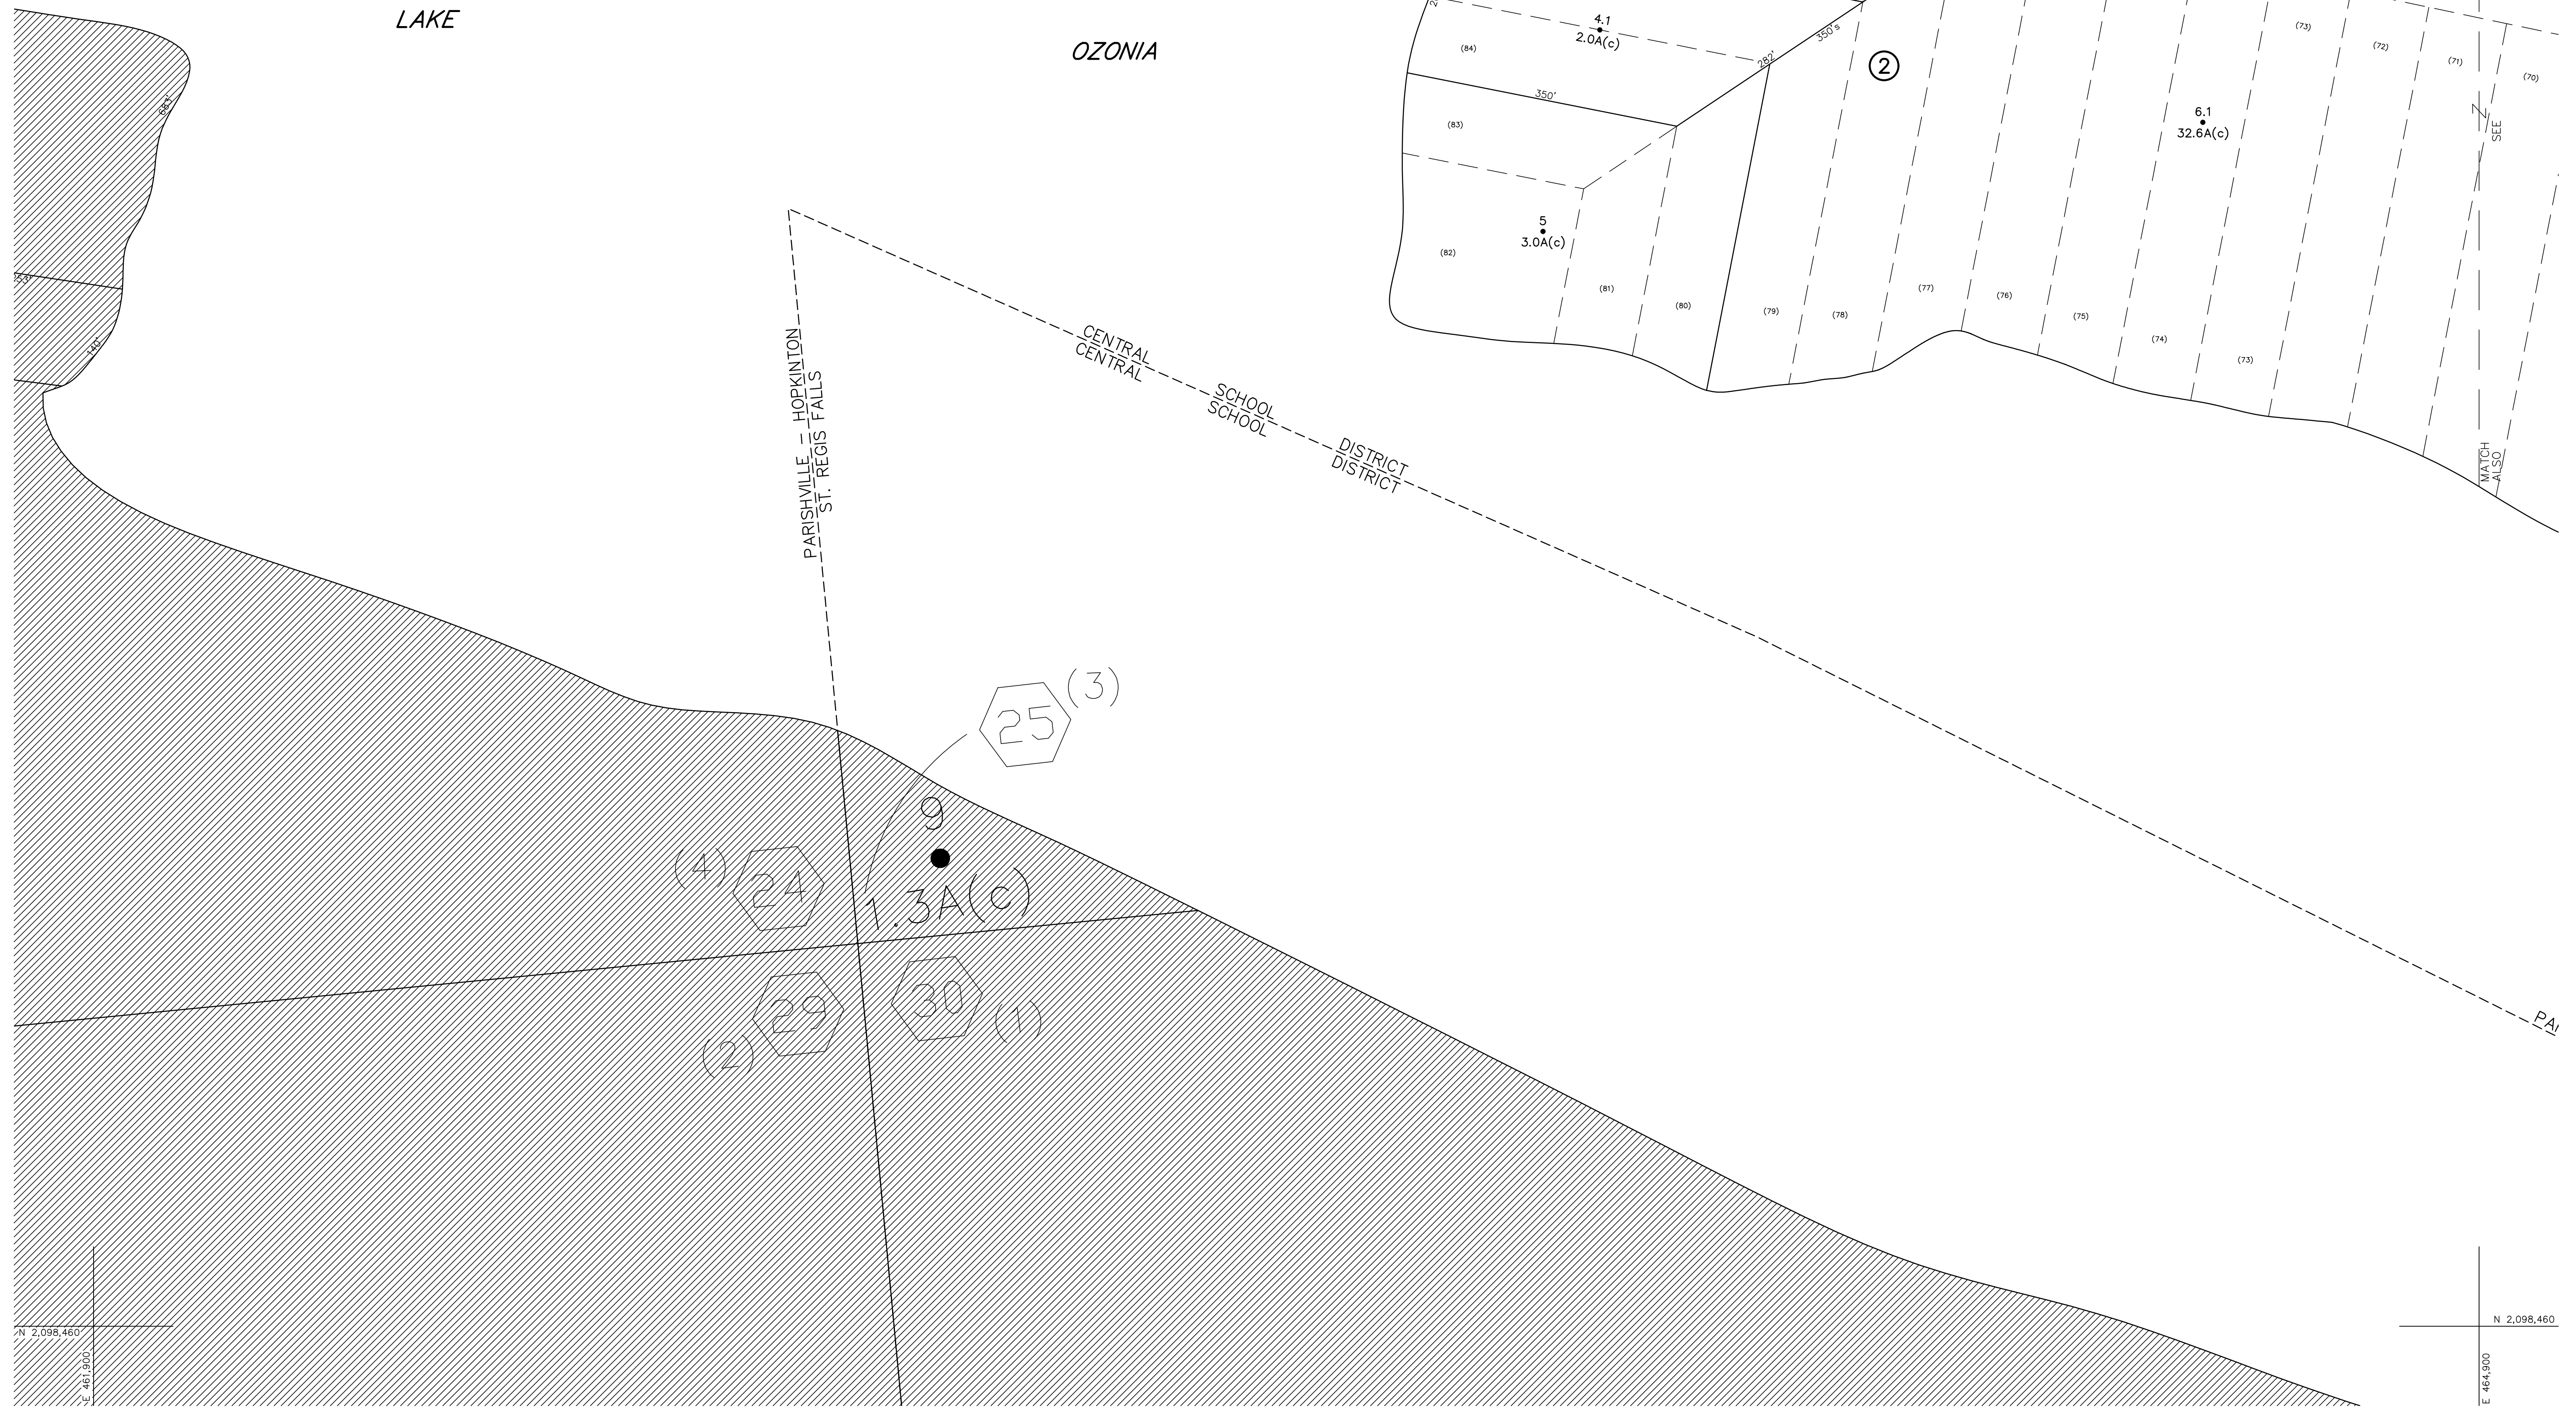 LAKE
OZONIA
683'
140'
4.1
2.0A(c)
(84)
350'
282'
350's
2
(83)
5
3.0A(c)
(82)
(81)
(80)
(79)
(78)
(77)
(76)
(75)
(74)
(73)
(73)
(72)
(71)
(70)
6.1
32.6A(c)
SEE
MATCH
ALSO
PARISHVILLE – HOPKINTON
ST. REGIS FALLS
CENTRAL SCHOOL DISTRICT
CENTRAL SCHOOL DISTRICT
25
(3)
9
1.3A(c)
(4)
24
29
(2)
30
(1)
N 2,098,460
E 461,900
N 2,098,460
E 464,900